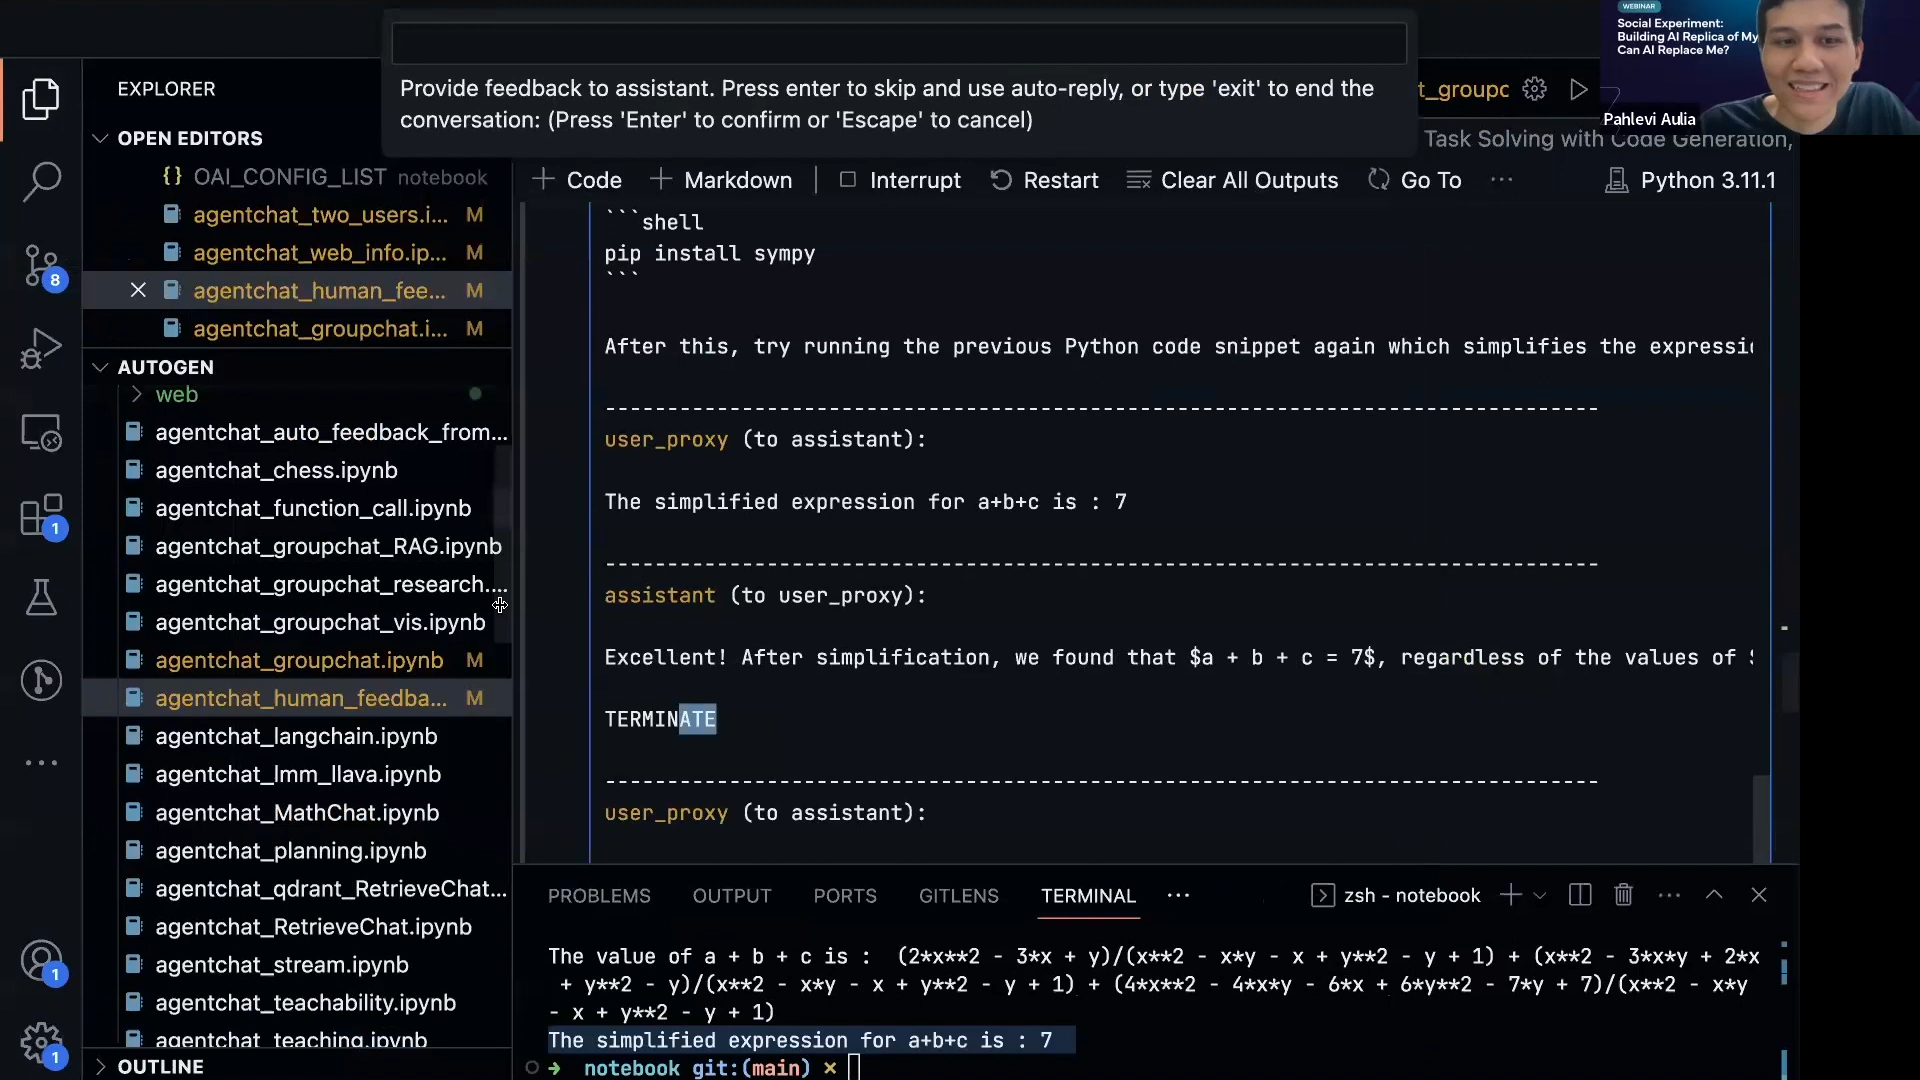 Provide feedback to assistant. Press enter to skip and use auto-reply, or type 'exit' to end the
conversation: (Press 'Enter' to confirm or 'Escape' to cancel)
WEBINAR
Social Experiment:
Building AI Replica of My
Can AI Replace Me?
Pahlevi Aulia
t_groupc
Task Solving with Code Generation,
Code
Markdown
Interrupt
Restart
Clear All Outputs
Go To
...
Python 3.11.1
EXPLORER
OPEN EDITORS
{} OAI_CONFIG_LIST notebook
agentchat_two_users.i... M
agentchat_web_info.ip... M
agentchat_human_fee... M
agentchat_groupchat.i... M
AUTOGEN
web
agentchat_auto_feedback_from...
agentchat_chess.ipynb
agentchat_function_call.ipynb
agentchat_groupchat_RAG.ipynb
agentchat_groupchat_research....
agentchat_groupchat_vis.ipynb
agentchat_groupchat.ipynb M
agentchat_human_feedba... M
agentchat_langchain.ipynb
agentchat_lmm_llava.ipynb
agentchat_MathChat.ipynb
agentchat_planning.ipynb
agentchat_qdrant_RetrieveChat...
agentchat_RetrieveChat.ipynb
agentchat_stream.ipynb
agentchat_teachability.ipynb
agentchat_teaching.ipynb
OUTLINE
8
1
1
1
```shell
pip install sympy
```
After this, try running the previous Python code snippet again which simplifies the expressi
--------------------------------------------------------------------------------
user_proxy (to assistant):
The simplified expression for a+b+c is : 7
--------------------------------------------------------------------------------
assistant (to user_proxy):
Excellent! After simplification, we found that $a + b + c = 7$, regardless of the values of $
TERMINATE
--------------------------------------------------------------------------------
user_proxy (to assistant):
PROBLEMS
OUTPUT
PORTS
GITLENS
TERMINAL
...
zsh - notebook
The value of a + b + c is :  (2*x**2 - 3*x + y)/(x**2 - x*y - x + y**2 - y + 1) + (x**2 - 3*x*y + 2*x
+ y**2 - y)/(x**2 - x*y - x + y**2 - y + 1) + (4*x**2 - 4*x*y - 6*x + 6*y**2 - 7*y + 7)/(x**2 - x*y
- x + y**2 - y + 1)
The simplified expression for a+b+c is : 7
➜ notebook git:(main) ✗